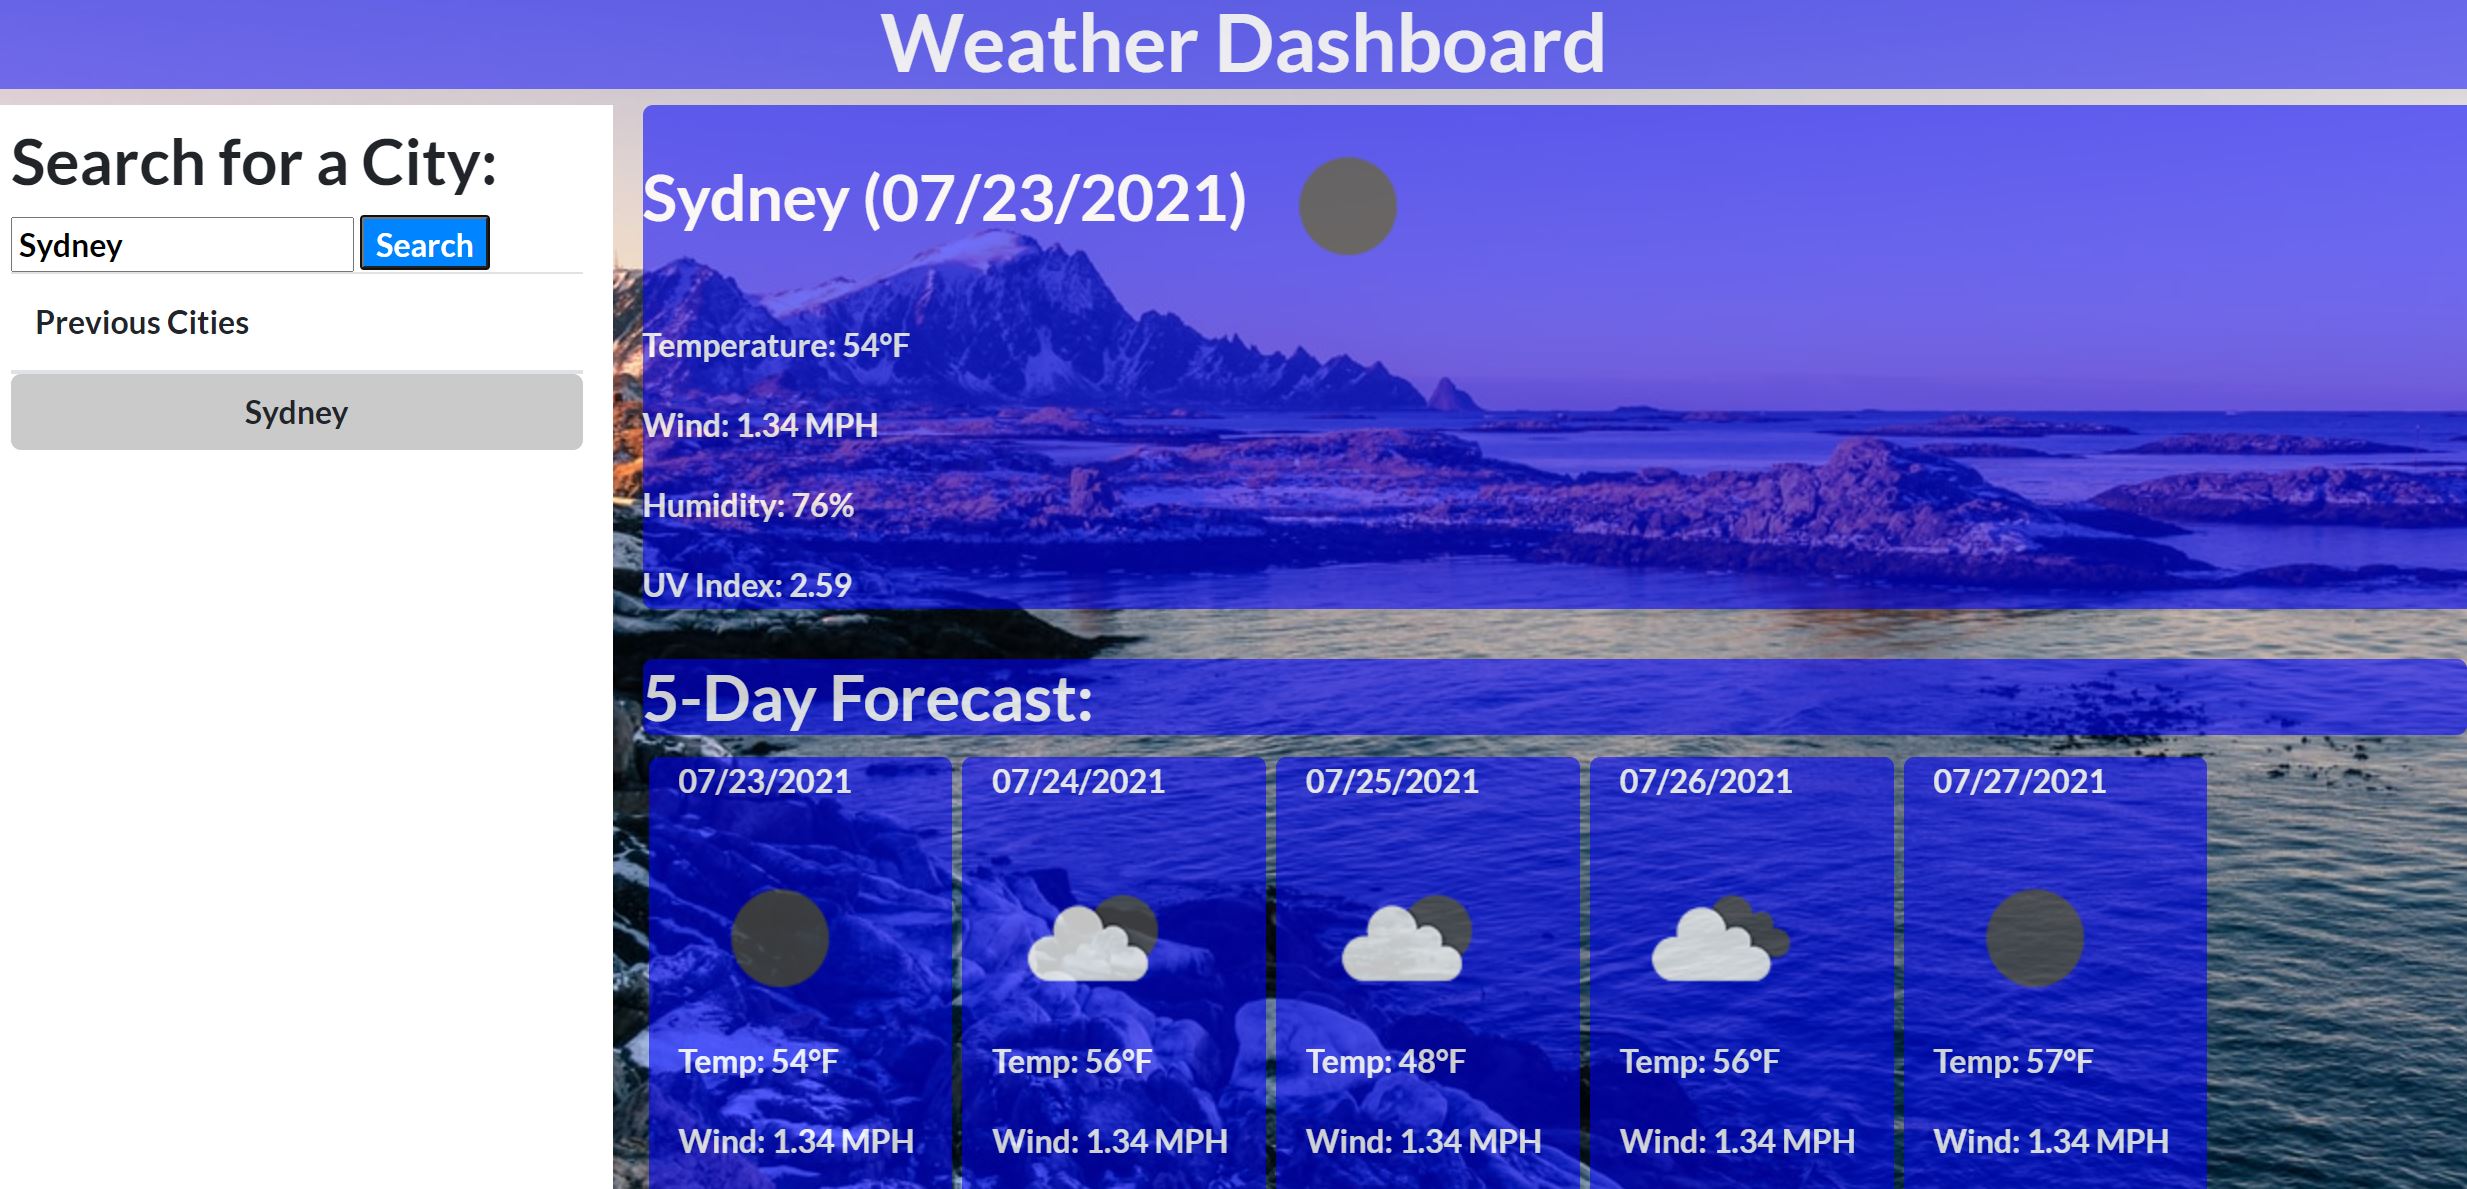 Weather Dashboard
Search for a City:
Sydney
Search
Previous Cities
Sydney
Sydney (07/23/2021)
Temperature: 54°F
Wind: 1.34 MPH
Humidity: 76%
UV Index: 2.59
5-Day Forecast:
07/23/2021
Temp: 54°F
Wind: 1.34 MPH
07/24/2021
Temp: 56°F
Wind: 1.34 MPH
07/25/2021
Temp: 48°F
Wind: 1.34 MPH
07/26/2021
Temp: 56°F
Wind: 1.34 MPH
07/27/2021
Temp: 57°F
Wind: 1.34 MPH